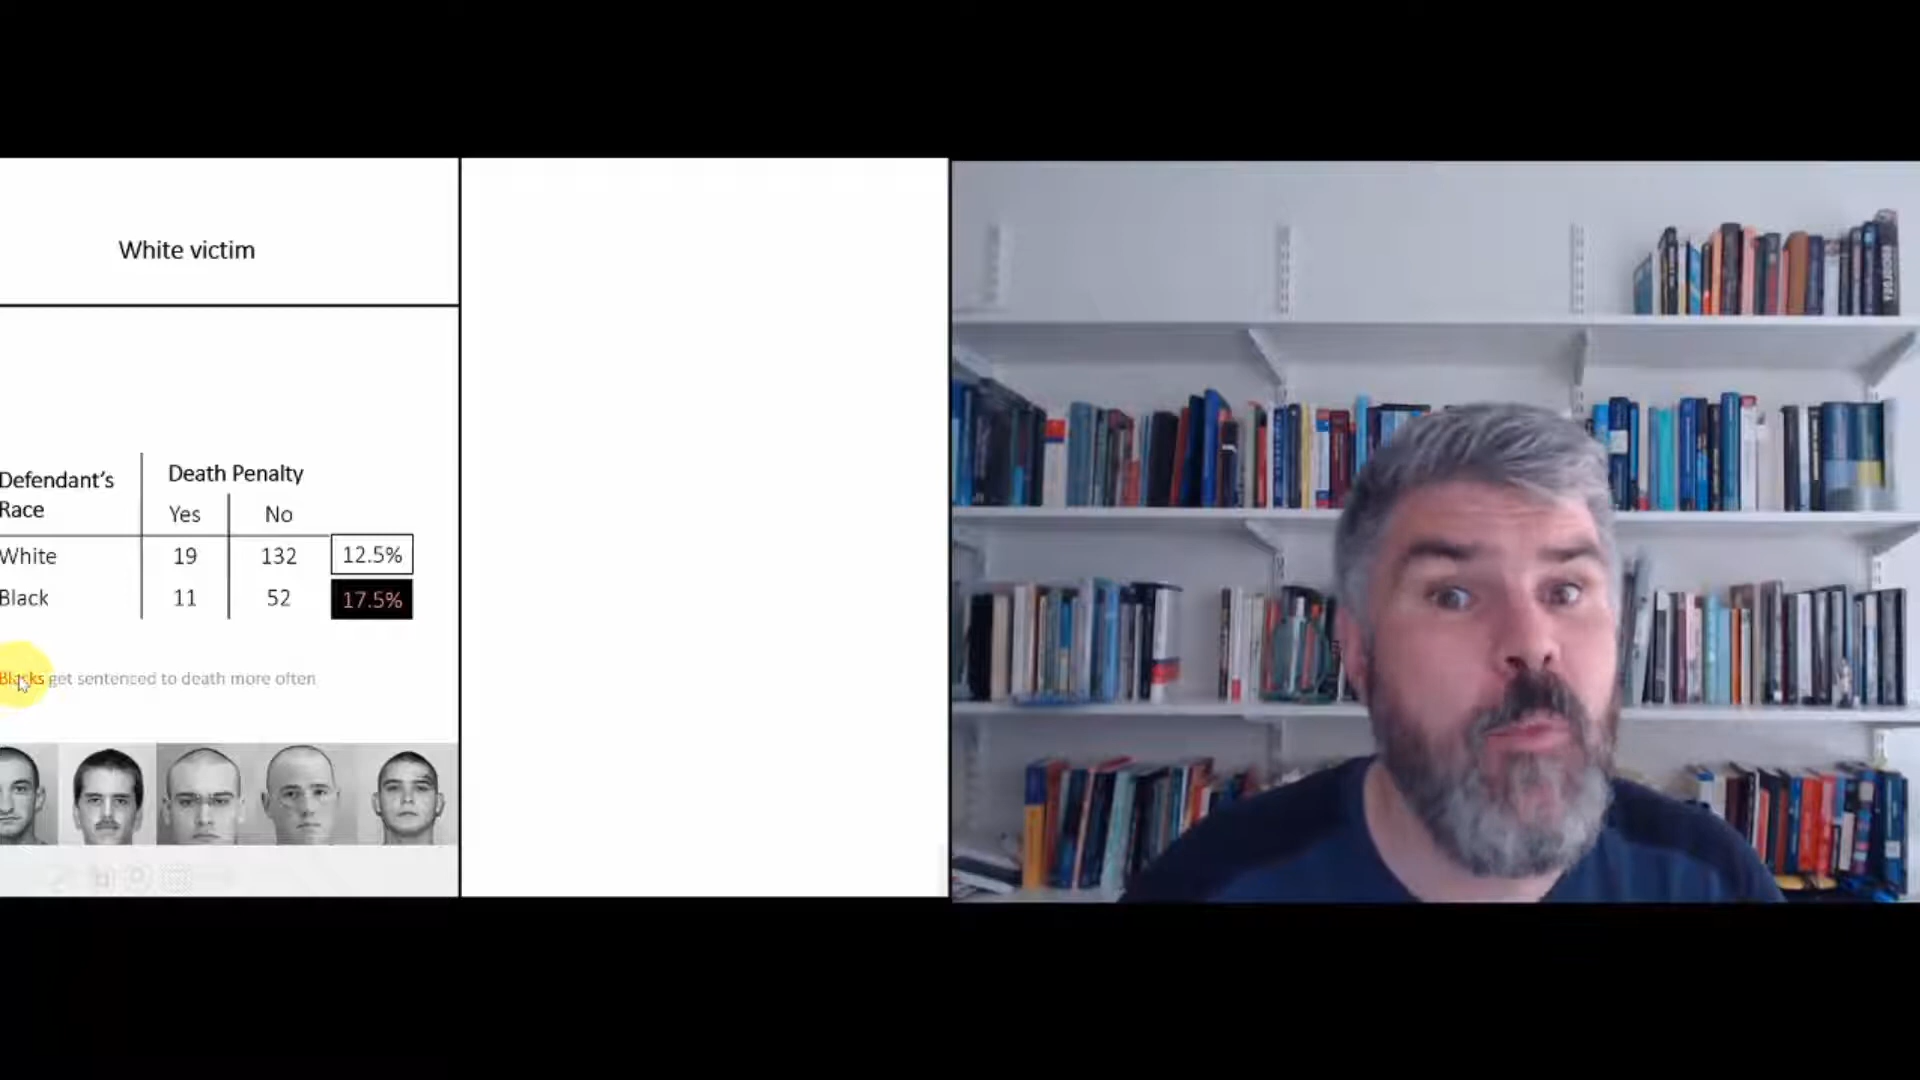 White victim
Defendant's Death Penalty
Race Yes No
White 19 132 12.5%
Black 11 52 17.5%
Blacks get sentenced to death more often